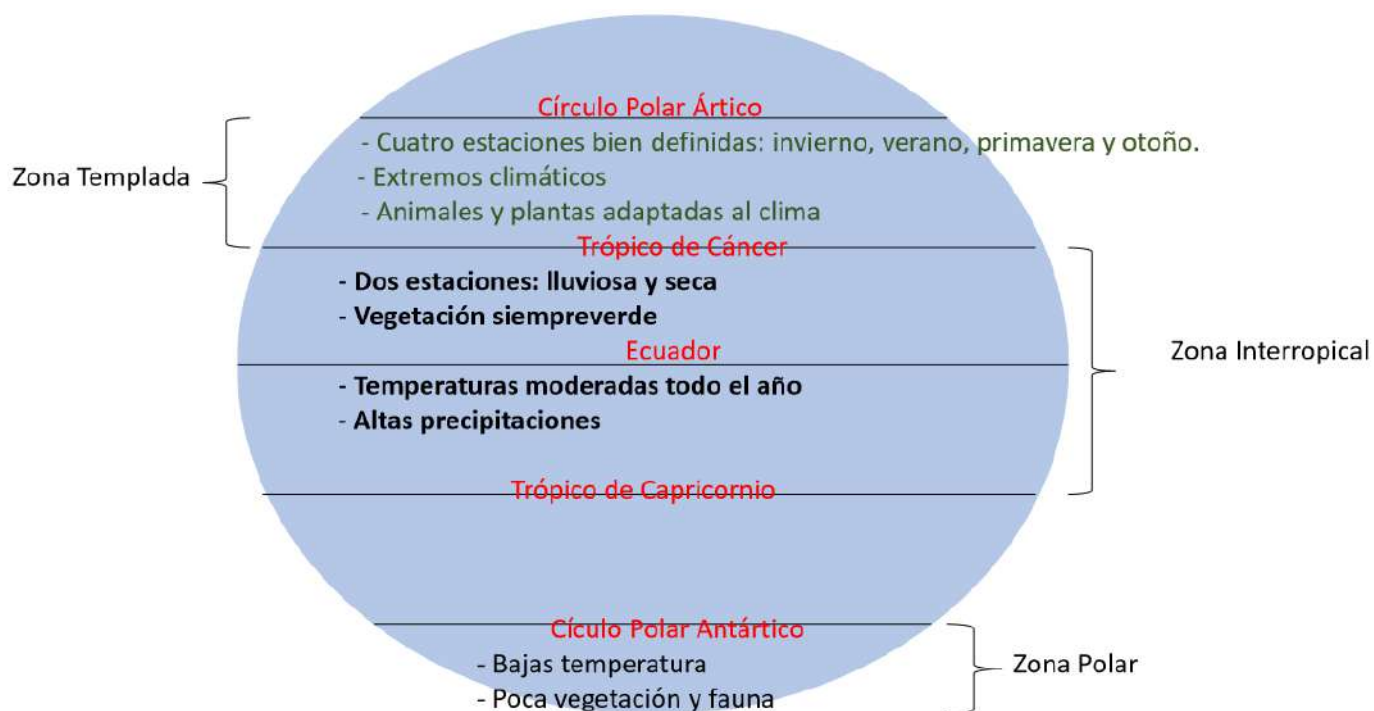 Círculo Polar Ártico
- Cuatro estaciones bien definidas: invierno, verano, primavera y otoño.
Zona Templada
- Extremos climáticos
- Animales y plantas adaptadas al clima
Trópico de Cáncer
- Dos estaciones: lluviosa y seca
- Vegetación siempreverde
Ecuador
Zona Interropical
- Temperaturas moderadas todo el año
- Altas precipitaciones
Trópico de Capricornio
Cículo Polar Antártico
- Bajas temperatura
Zona Polar
- Poca vegetación y fauna